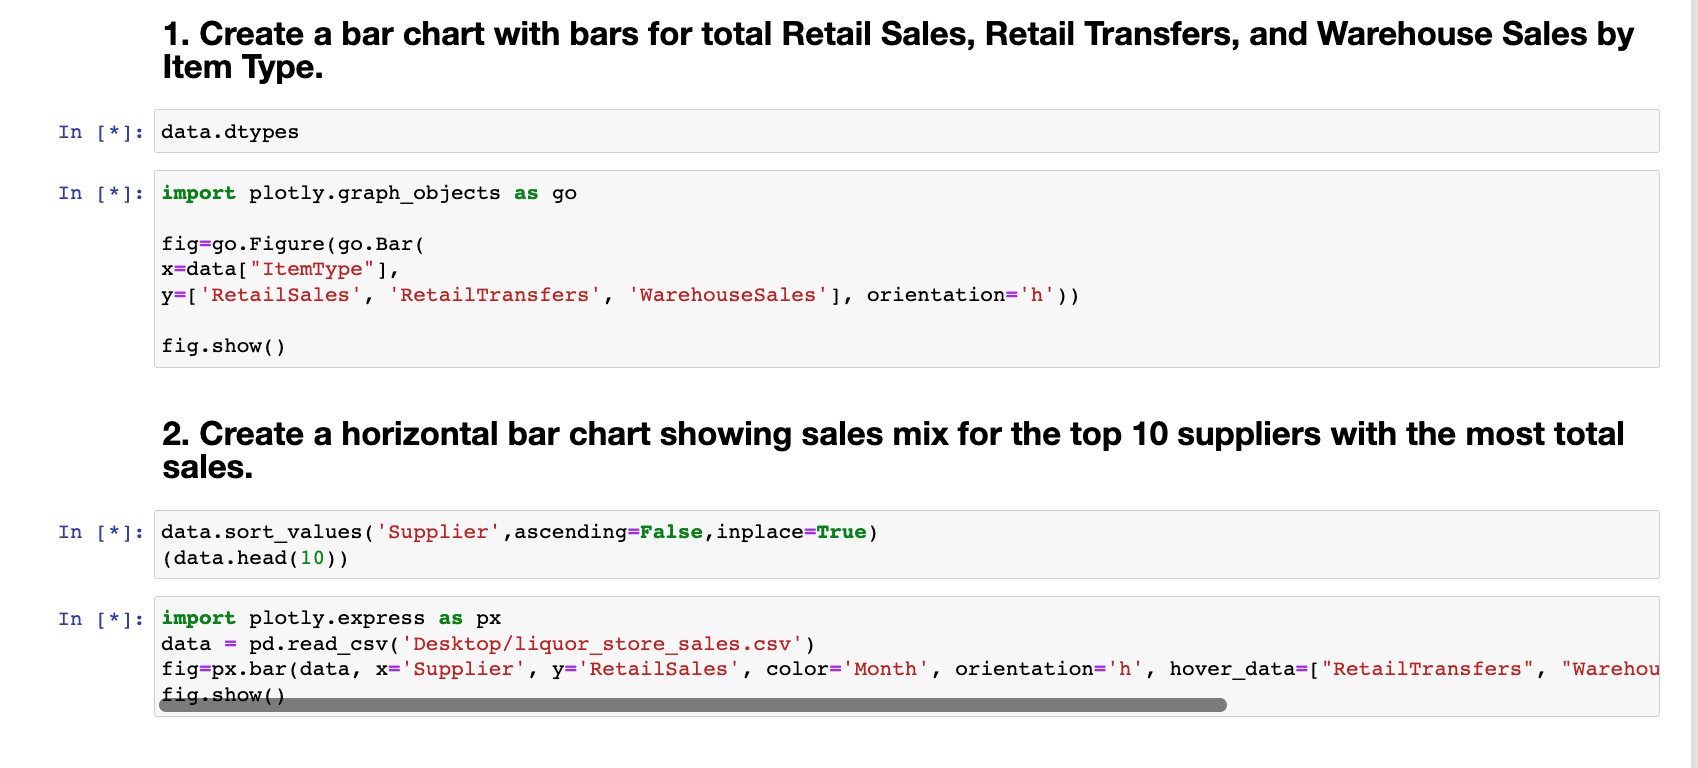 1. Create a bar chart with bars for total Retail Sales, Retail Transfers, and Warehouse Sales by
Item Type.
In [*]: data.dtypes
In [*]: import plotly.graph_objects as go
fig=go.Figure(go.Bar(
x=data["ItemType"],
y=['RetailSales', 'RetailTransfers', 'WarehouseSales'], orientation='h'))
fig.show()
2. Create a horizontal bar chart showing sales mix for the top 10 suppliers with the most total
sales.
In [*]: data.sort_values('Supplier',ascending=False,inplace=True)
(data.head(10))
In [*]: import plotly.express as px
data = pd.read_csv('Desktop/liquor_store_sales.csv')
fig=px.bar(data, x='Supplier', y='RetailSales', color='Month', orientation='h', hover_data=["RetailTransfers", "Warehou
fig.show()